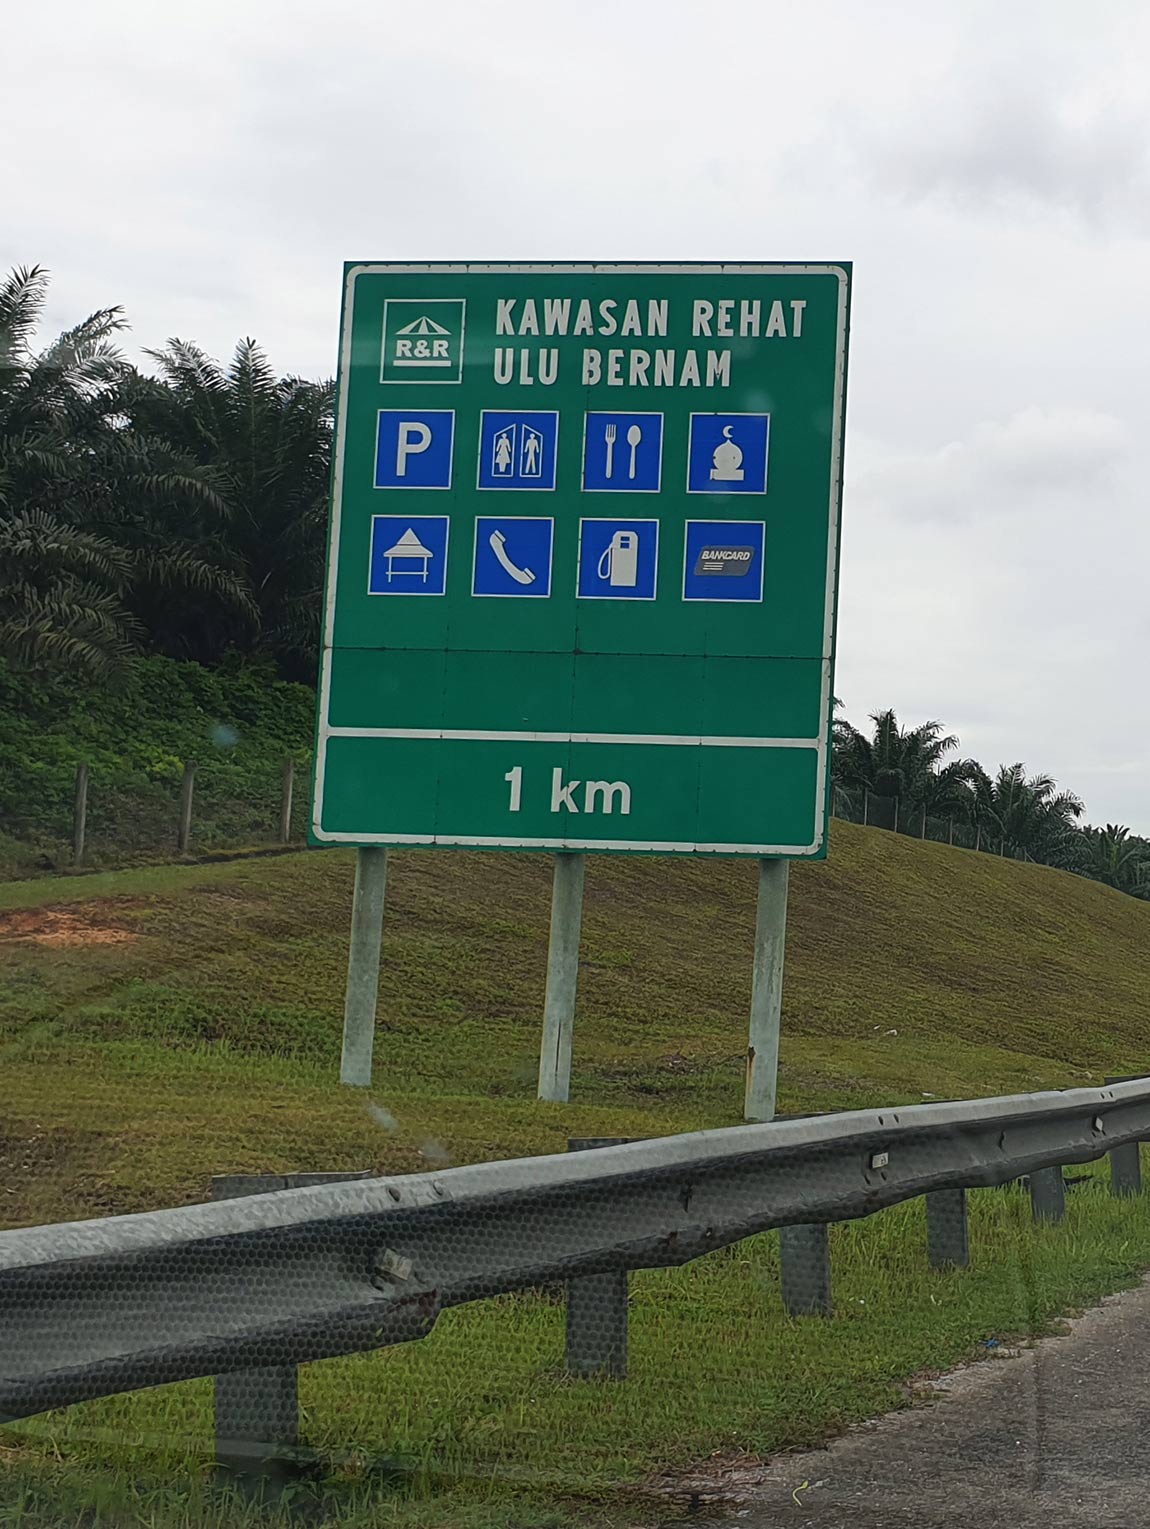 R&R
KAWASAN REHAT
ULU BERNAM
P
BANKCARD
1 km